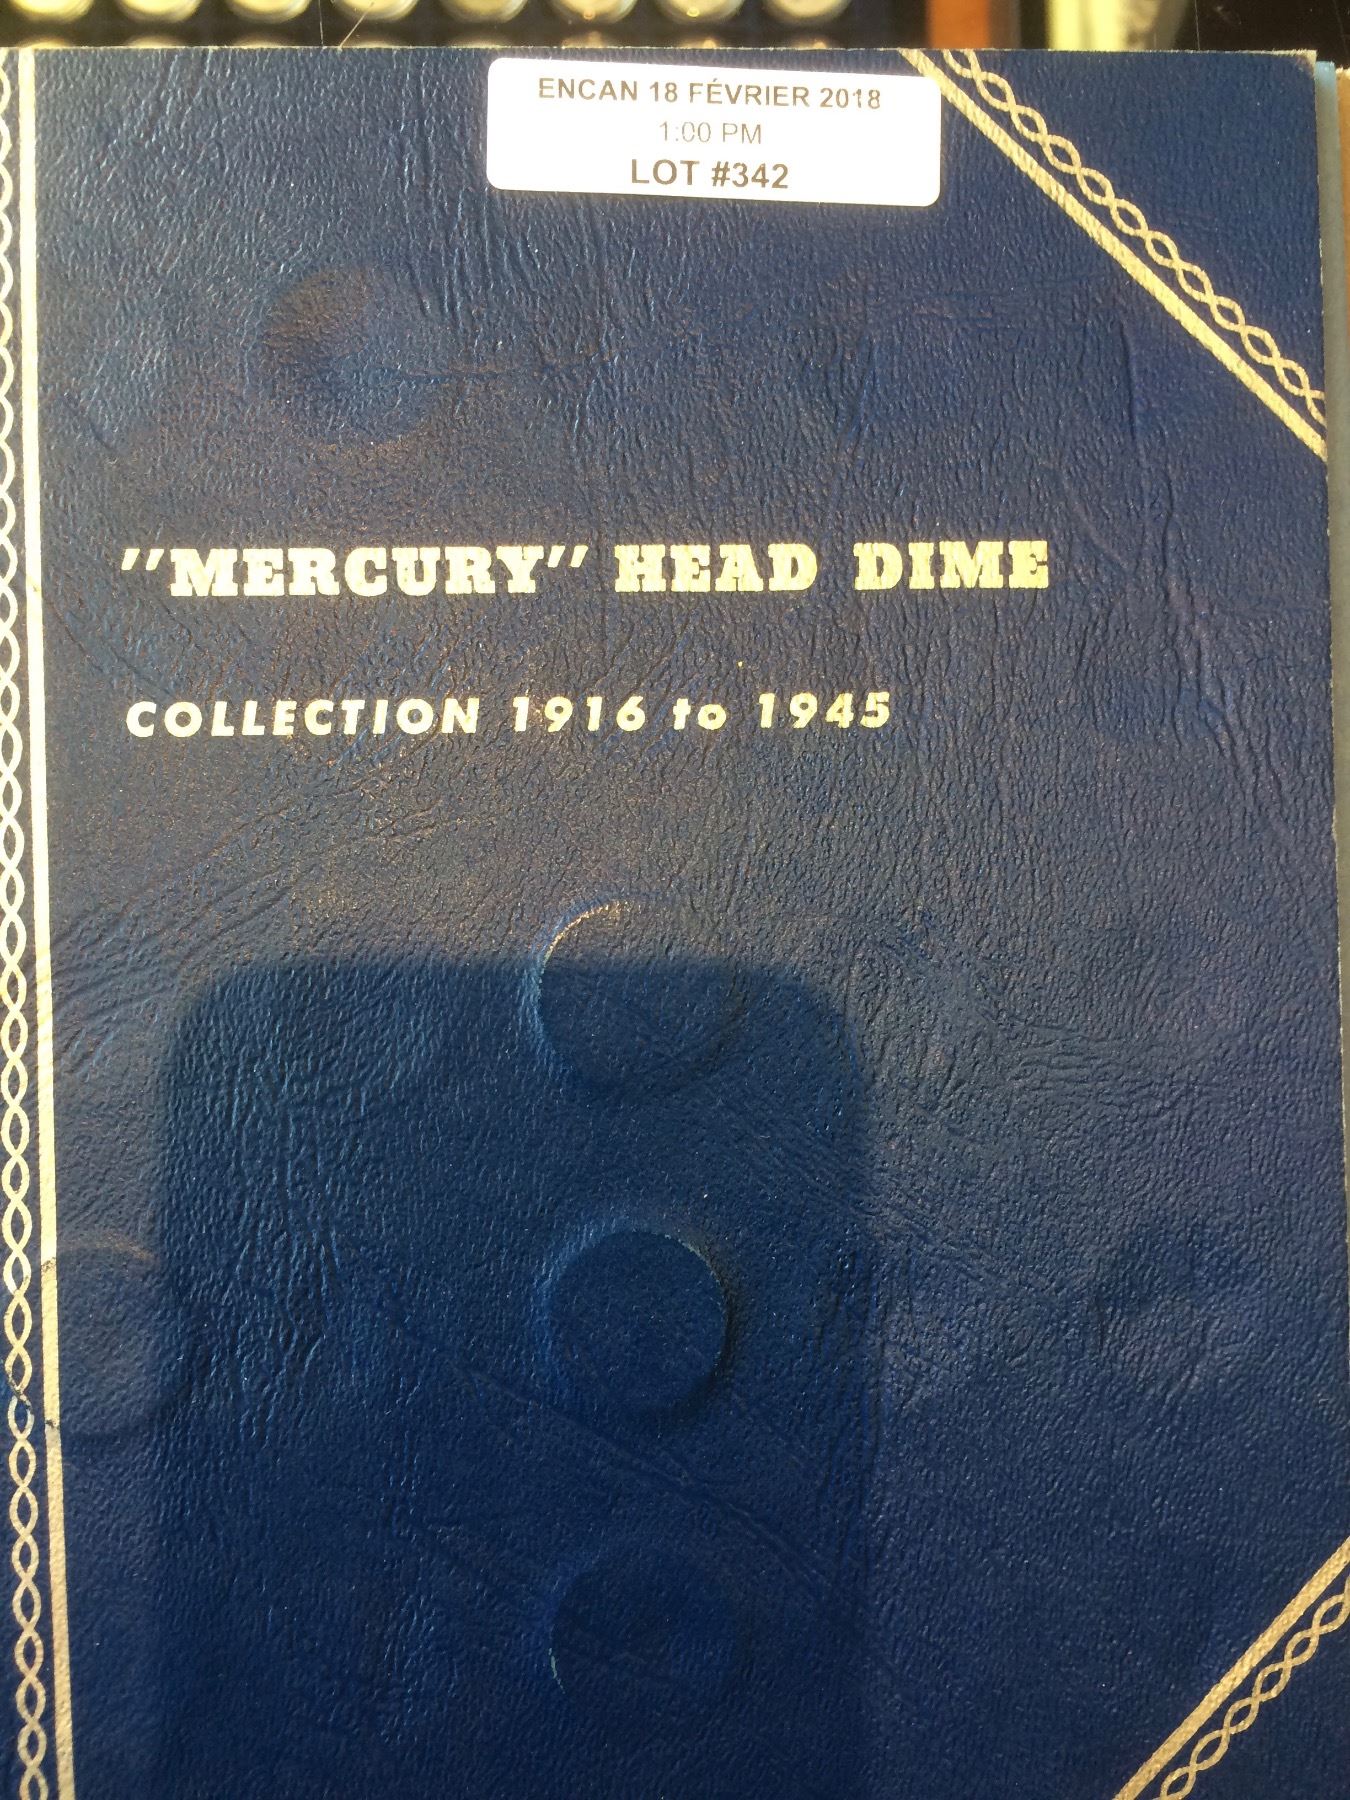 ENCAN 18 FÉVRIER 2018
1:00 PM
LOT #342
"MERCURY" HEAD DIME
COLLECTION 1916 to 1945